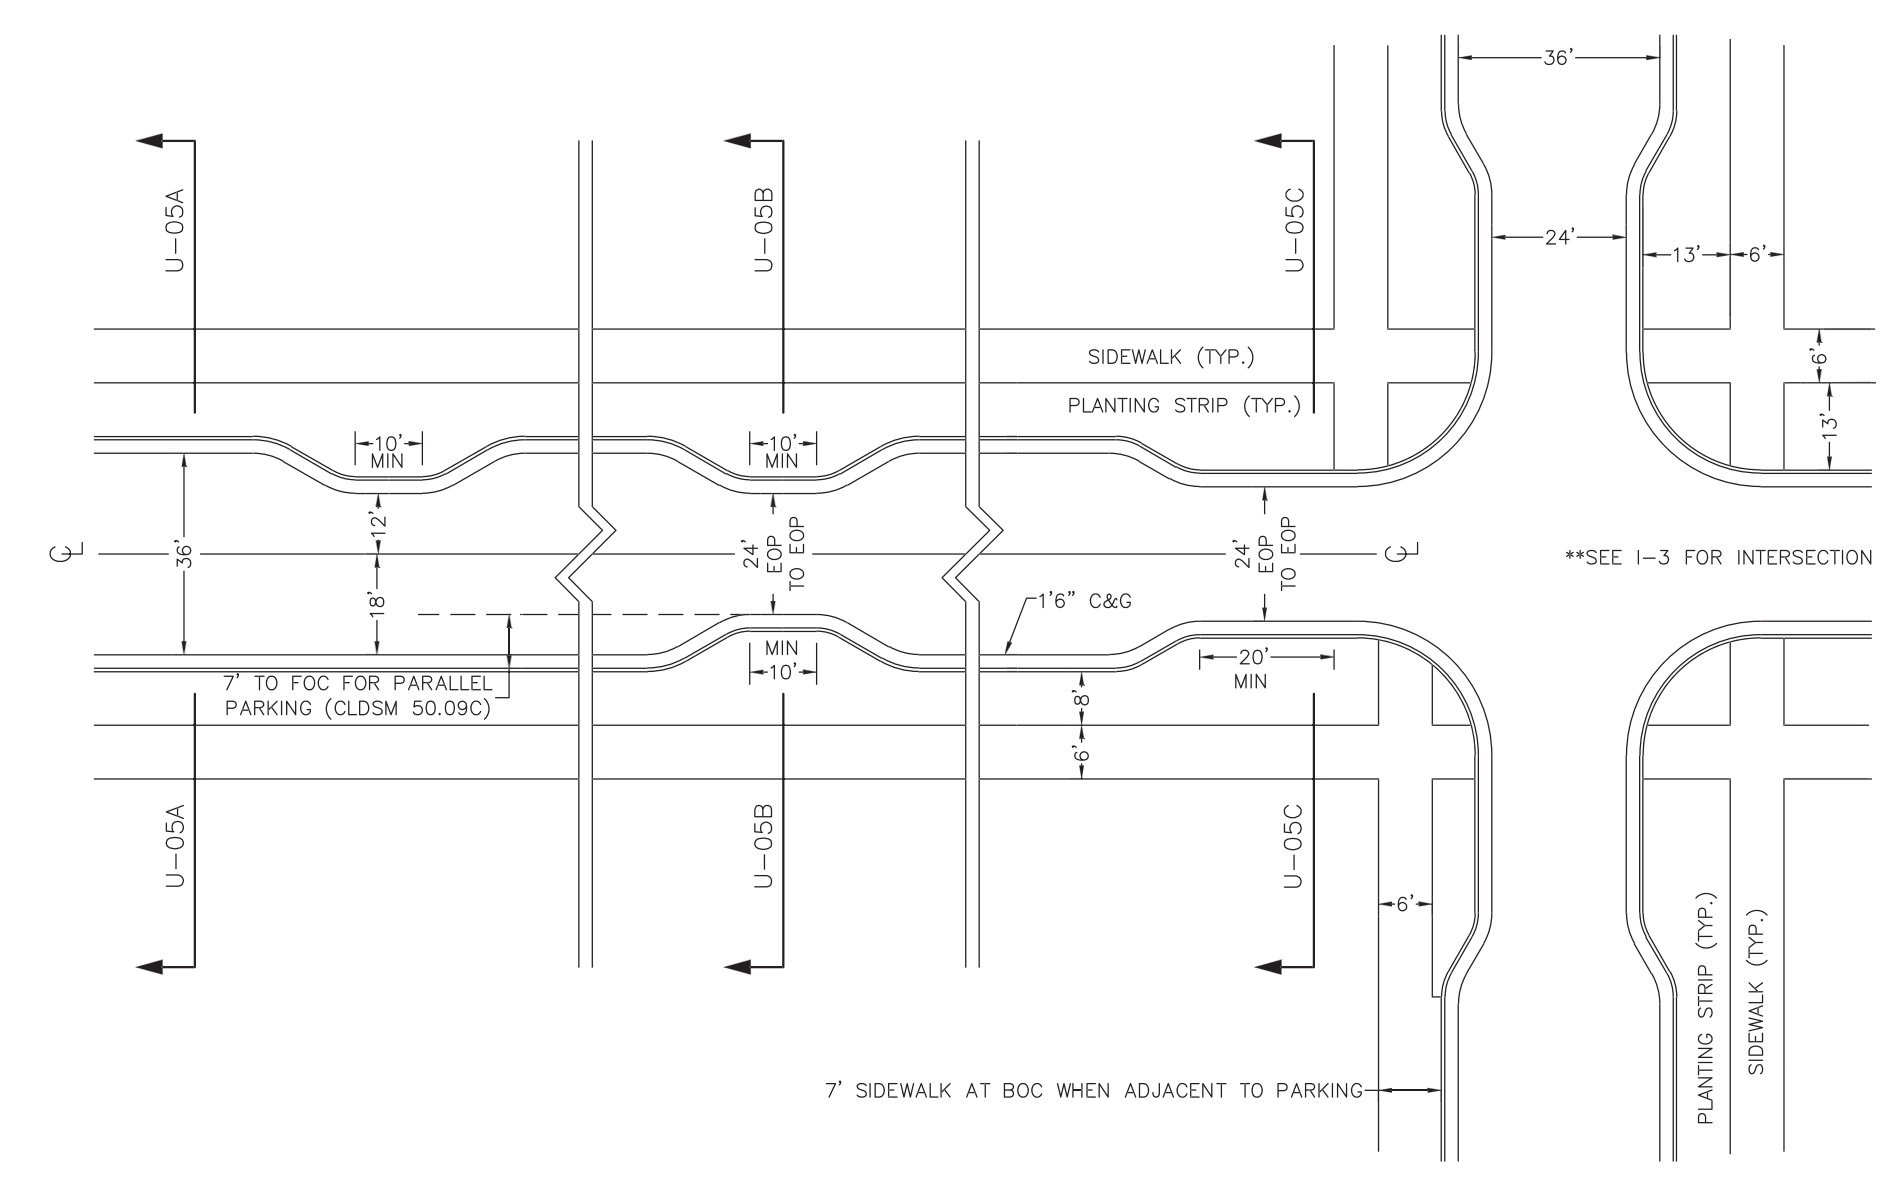 36'
U-05A
U-05B
U-05C
24'
13'
6'
SIDEWALK (TYP.)
6'
PLANTING STRIP (TYP.)
13'
10'
MIN
10'
MIN
12'
36'
18'
24'
EOP
TO EOP
24'
EOP
TO EOP
CL
CL
**SEE I-3 FOR INTERSECTION
1'6" C&G
MIN
10'
20'
MIN
7' TO FOC FOR PARALLEL
PARKING (CLDSM 50.09C)
8'
6'
U-05A
U-05B
U-05C
6'
PLANTING STRIP (TYP.)
SIDEWALK (TYP.)
7' SIDEWALK AT BOC WHEN ADJACENT TO PARKING